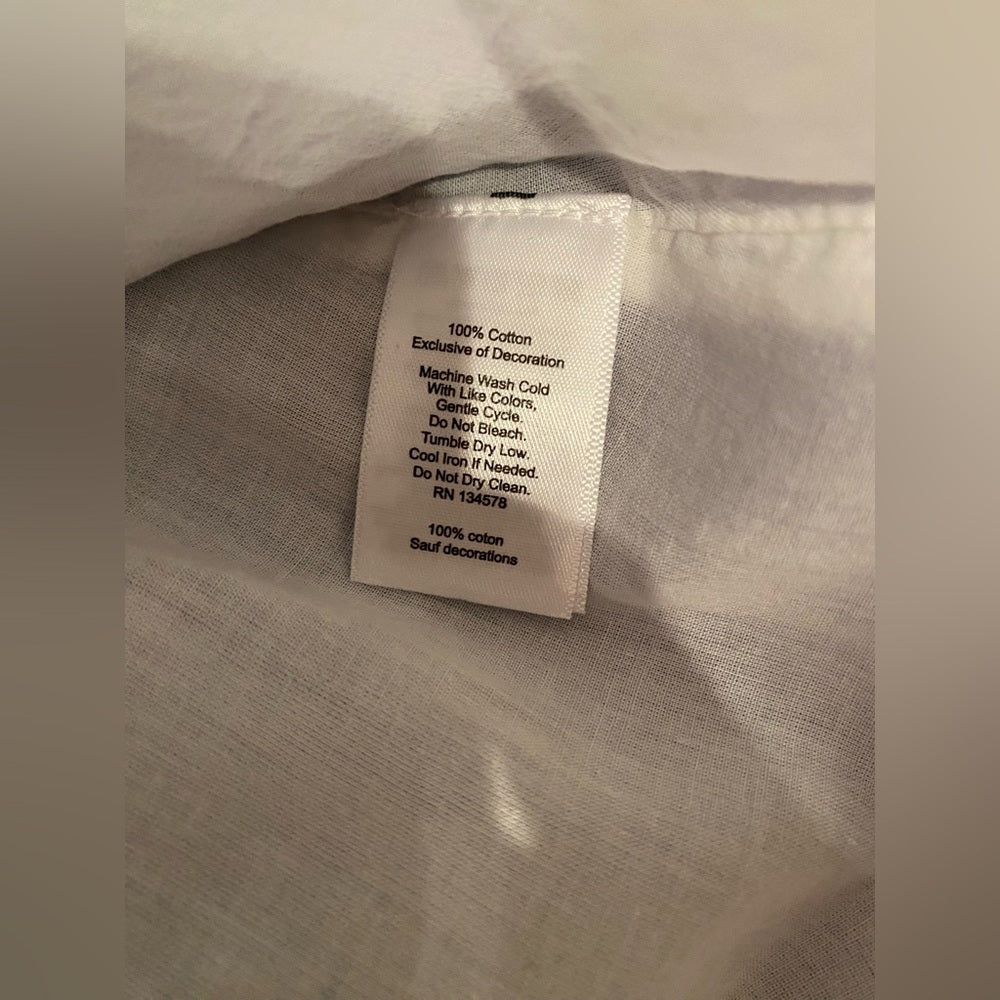 100% Cotton
Exclusive of Decoration
Machine Wash Cold
With Like Colors,
Gentle Cycle.
Do Not Bleach.
Tumble Dry Low.
Cool Iron If Needed.
Do Not Dry Clean.
RN 134578
100% coton
Sauf decorations